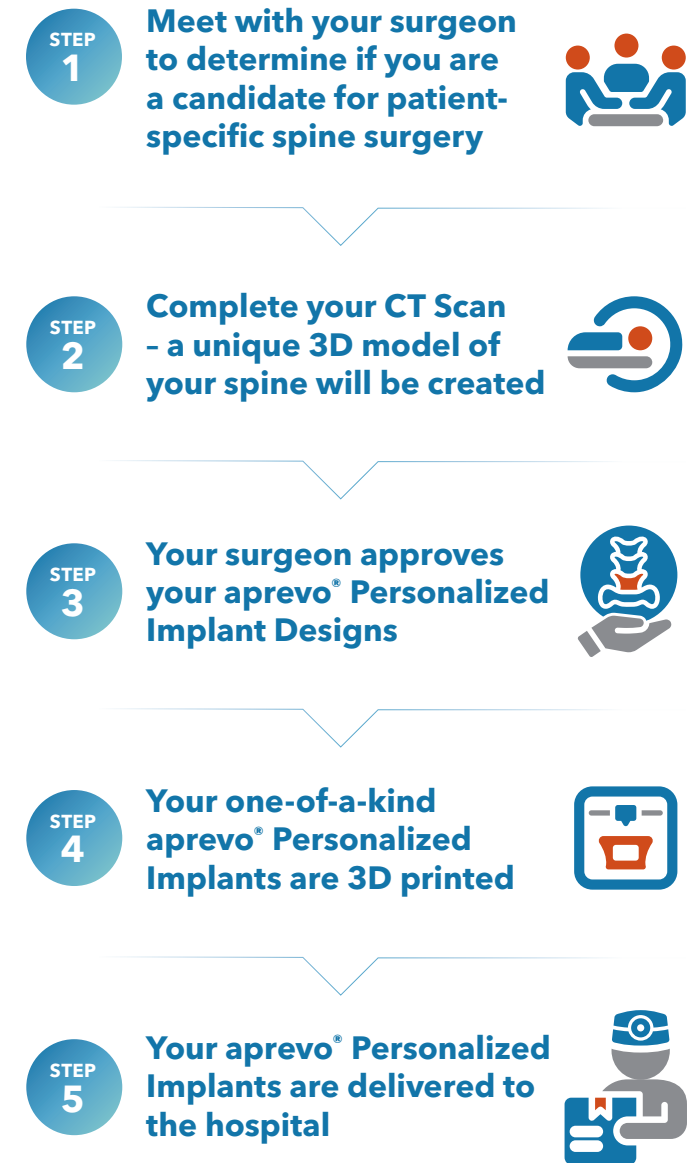 STEP
1
Meet with your surgeon
to determine if you are
a candidate for patient-
specific spine surgery
STEP
2
Complete your CT Scan
– a unique 3D model of
your spine will be created
STEP
3
Your surgeon approves
your aprevo® Personalized
Implant Designs
STEP
4
Your one-of-a-kind
aprevo® Personalized
Implants are 3D printed
STEP
5
Your aprevo® Personalized
Implants are delivered to
the hospital